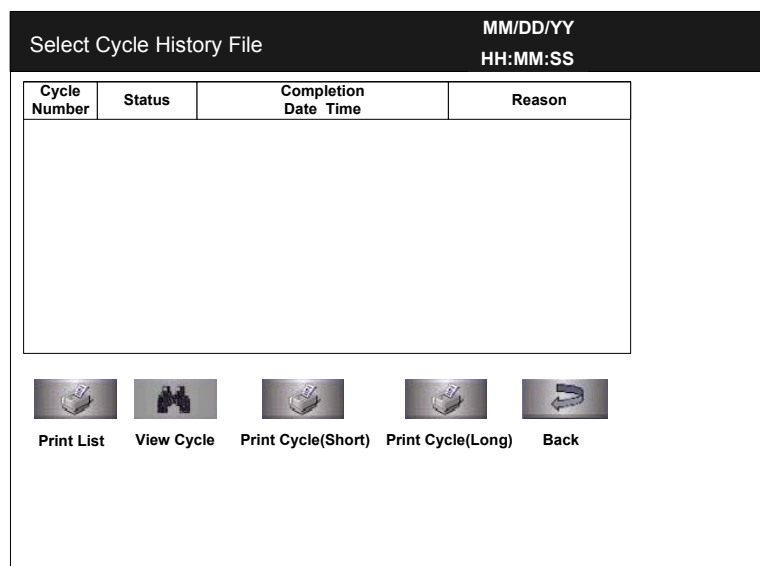 Select Cycle History File
MM/DD/YY
HH:MM:SS
Cycle
Number
Status
Completion
Date Time
Reason
Print List
View Cycle
Print Cycle(Short)
Print Cycle(Long)
Back